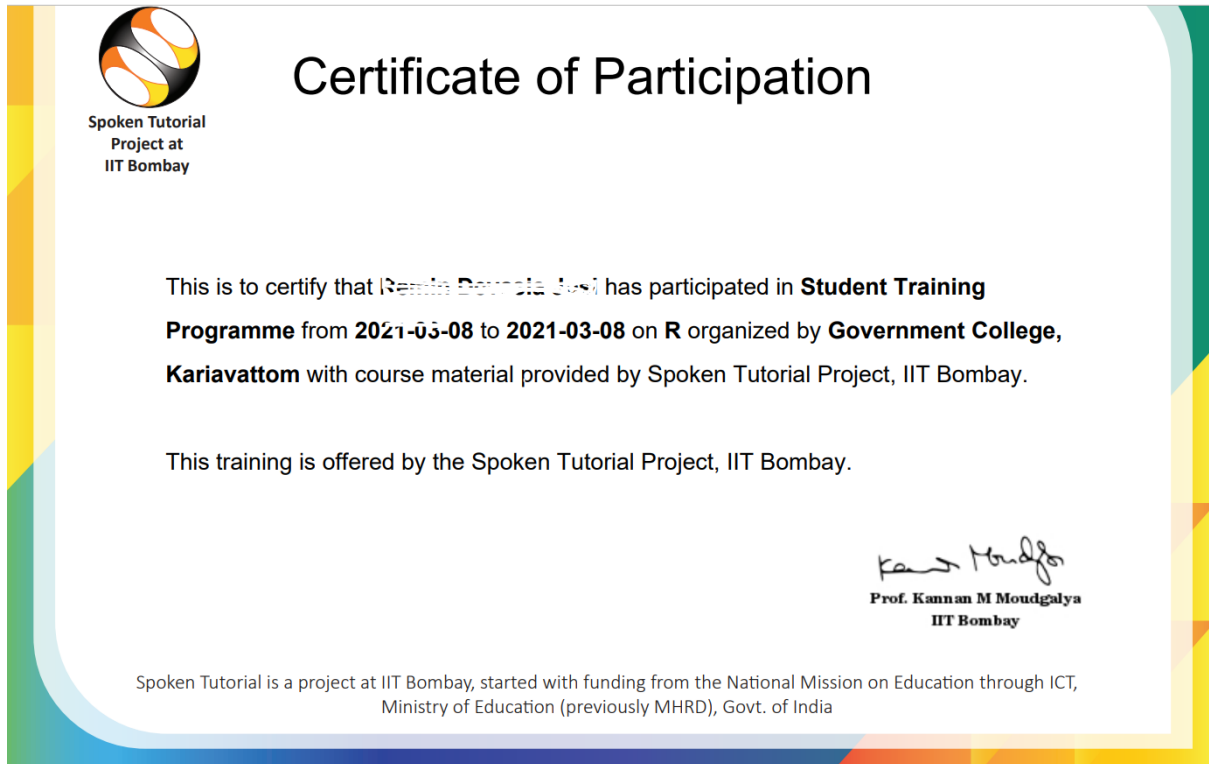 Spoken Tutorial
Project at
IIT Bombay
Certificate of Participation
This is to certify that has participated in Student Training
Programme from 2021-03-08 to 2021-03-08 on R organized by Government College,
Kariavattom with course material provided by Spoken Tutorial Project, IIT Bombay.
This training is offered by the Spoken Tutorial Project, IIT Bombay.
Prof. Kannan M Moudgalya
IIT Bombay
Spoken Tutorial is a project at IIT Bombay, started with funding from the National Mission on Education through ICT,
Ministry of Education (previously MHRD), Govt. of India